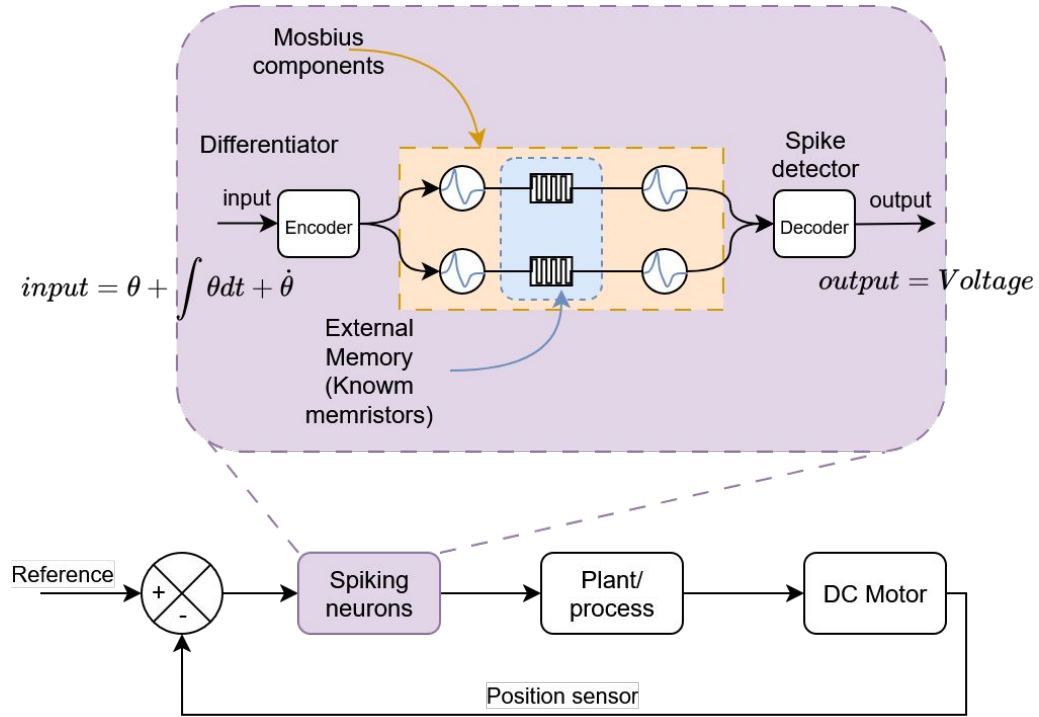 Mosbius
components
Differentiator
Spike
detector
input
Encoder
Decoder
output
input = θ + ∫ θdt + θ̇
output = Voltage
External
Memory
(Knowm
memristors)
Reference
+
-
Spiking
neurons
Plant/
process
DC Motor
Position sensor